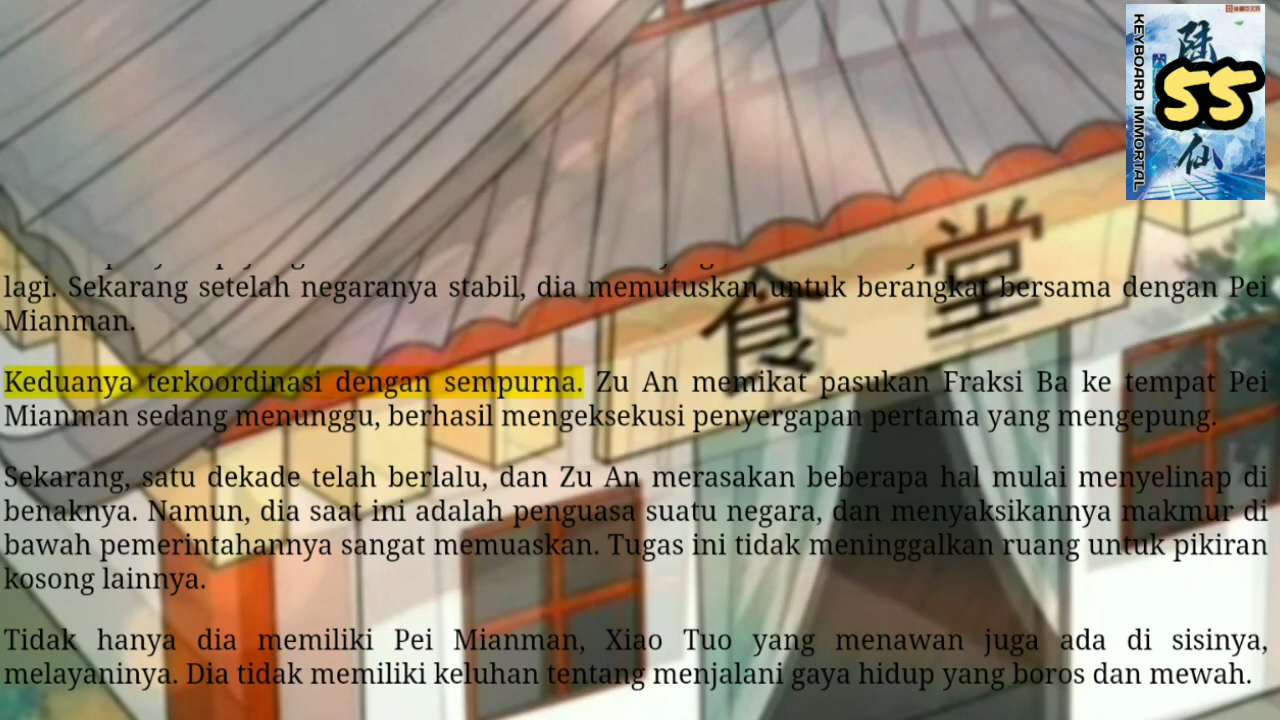 陆
仙
KEYBOARD IMMORTAL
55
食堂
lagi. Sekarang setelah negaranya stabil, dia memutuskan untuk berangkat bersama dengan Pei
Mianman.
Keduanya terkoordinasi dengan sempurna. Zu An memikat pasukan Fraksi Ba ke tempat Pei
Mianman sedang menunggu, berhasil mengeksekusi penyergapan pertama yang mengepung.
Sekarang, satu dekade telah berlalu, dan Zu An merasakan beberapa hal mulai menyelinap di
benaknya. Namun, dia saat ini adalah penguasa suatu negara, dan menyaksikannya makmur di
bawah pemerintahannya sangat memuaskan. Tugas ini tidak meninggalkan ruang untuk pikiran
kosong lainnya.
Tidak hanya dia memiliki Pei Mianman, Xiao Tuo yang menawan juga ada di sisinya,
melayaninya. Dia tidak memiliki keluhan tentang menjalani gaya hidup yang boros dan mewah.